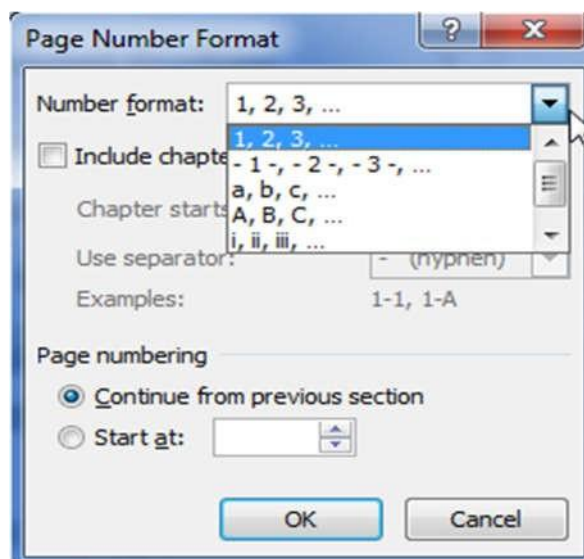 Page Number Format
Number format: 1, 2, 3, ...
1, 2, 3, ...
Include chapte
- 1 -, - 2 -, - 3 -, ...
a, b, c, ...
Chapter starts
A, B, C, ...
i, ii, iii, ...
Use separator: - (hyphen)
Examples: 1-1, 1-A
Page numbering
Continue from previous section
Start at:
OK Cancel